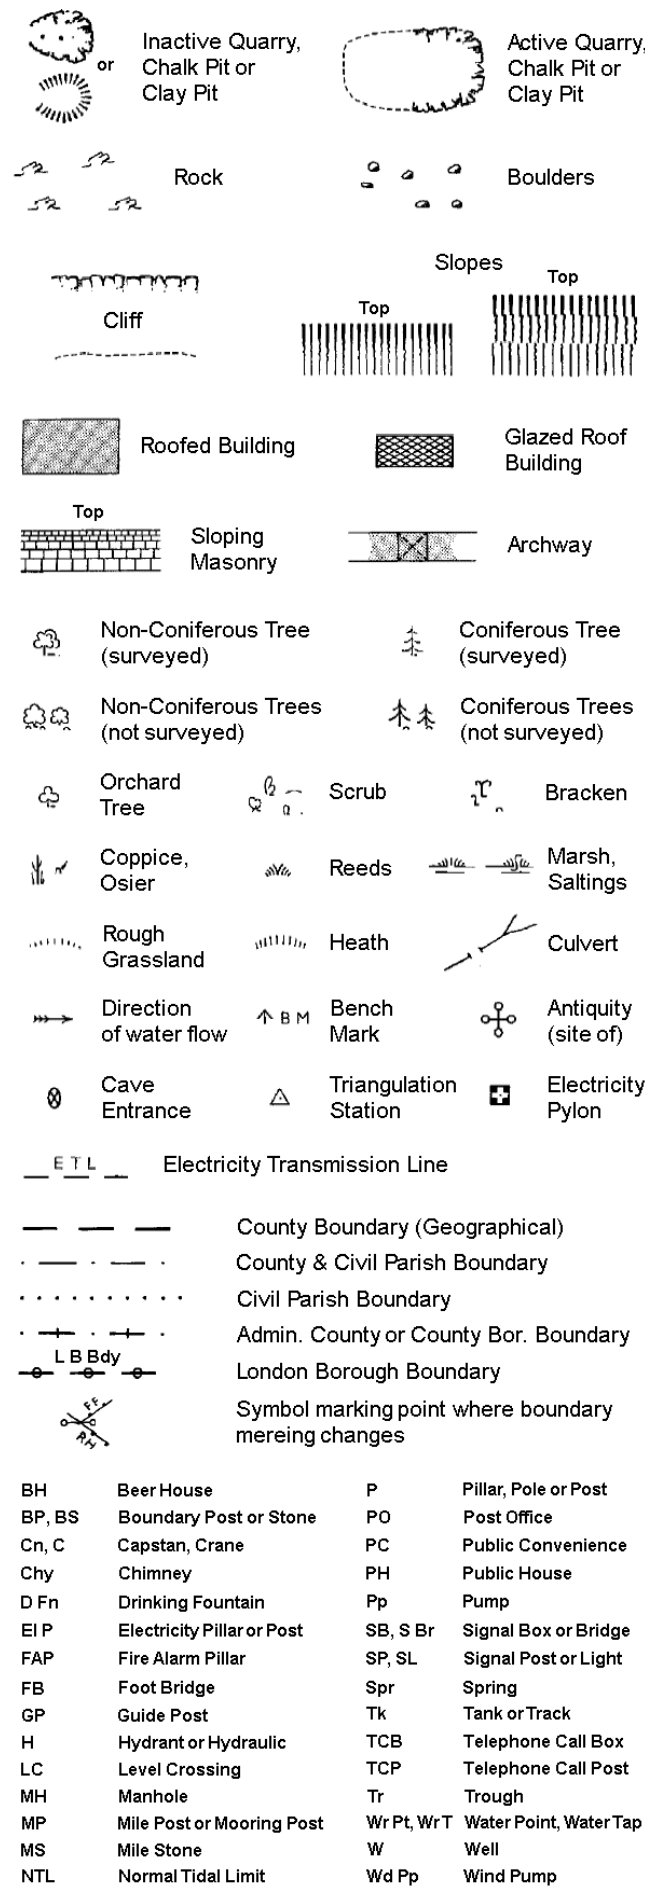 or
Inactive Quarry,
Chalk Pit or
Clay Pit
Active Quarry,
Chalk Pit or
Clay Pit
Rock
Boulders
Cliff
Slopes
Top
Top
Roofed Building
Glazed Roof
Building
Top
Sloping
Masonry
Archway
Non-Coniferous Tree
(surveyed)
Coniferous Tree
(surveyed)
Non-Coniferous Trees
(not surveyed)
Coniferous Trees
(not surveyed)
Orchard
Tree
Scrub
Bracken
Coppice,
Osier
Reeds
Marsh,
Saltings
Rough
Grassland
Heath
Culvert
Direction
of water flow
B M
Bench
Mark
Antiquity
(site of)
Cave
Entrance
Triangulation
Station
Electricity
Pylon
E T L
Electricity Transmission Line
County Boundary (Geographical)
County & Civil Parish Boundary
Civil Parish Boundary
Admin. County or County Bor. Boundary
L B Bdy
London Borough Boundary
FF
RH
Symbol marking point where boundary
mereing changes
BH Beer House
BP, BS Boundary Post or Stone
Cn, C Capstan, Crane
Chy Chimney
D Fn Drinking Fountain
El P Electricity Pillar or Post
FAP Fire Alarm Pillar
FB Foot Bridge
GP Guide Post
H Hydrant or Hydraulic
LC Level Crossing
MH Manhole
MP Mile Post or Mooring Post
MS Mile Stone
NTL Normal Tidal Limit
P Pillar, Pole or Post
PO Post Office
PC Public Convenience
PH Public House
Pp Pump
SB, S Br Signal Box or Bridge
SP, SL Signal Post or Light
Spr Spring
Tk Tank or Track
TCB Telephone Call Box
TCP Telephone Call Post
Tr Trough
Wr Pt, Wr T Water Point, Water Tap
W Well
Wd Pp Wind Pump